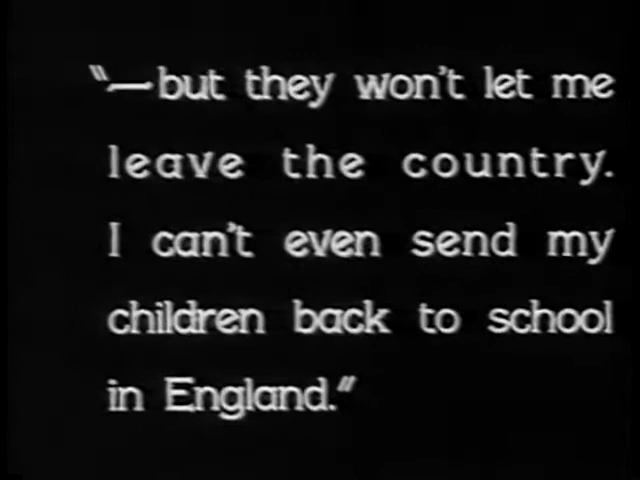 "—but they won't let me
leave the country.
I can't even send my
children back to school
in England."